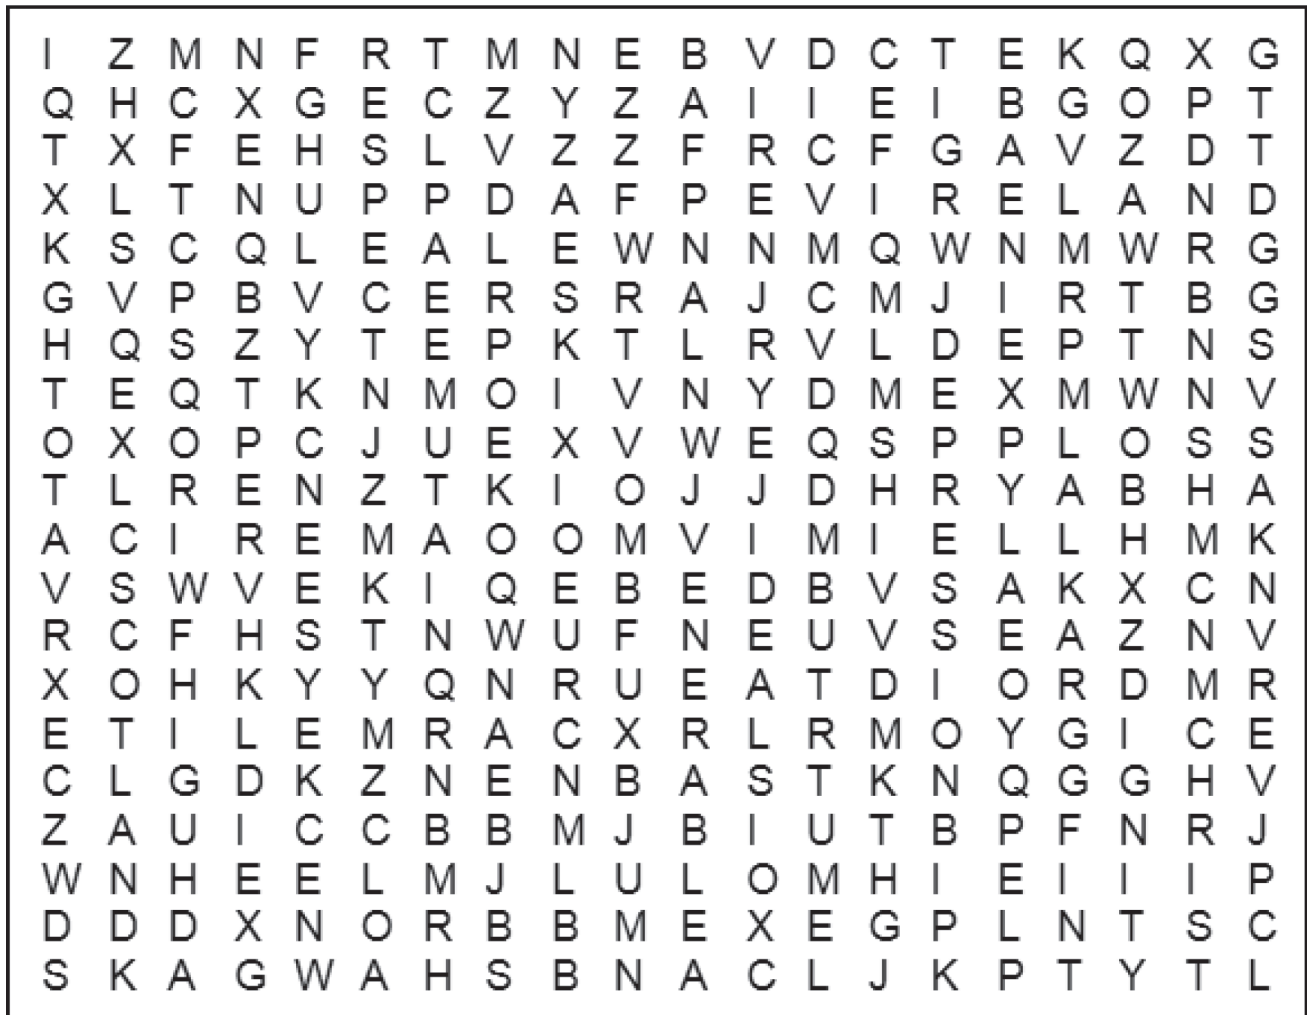 I Z M N F R T M N E B V D C T E K Q X G
Q H C X G E C Z Y Z A I I E I B G O P T
T X F E H S L V Z Z F R C F G A V Z D T
X L T N U P P D A F P E V I R E L A N D
K S C Q L E A L E W N N M Q W N M W R G
G V P B V C E R S R A J C M J I R T B G
H Q S Z Y T E P K T L R V L D E P T N S
T E Q T K N M O I V N Y D M E X M W N V
O X O P C J U E X V W E Q S P P L O S S
T L R E N Z T K I O J J D H R Y A B H A
A C I R E M A O O M V I M I E L L H M K
V S W V E K I Q E B E D B V S A K X C N
R C F H S T N W U F N E U V S E A Z N V
X O H K Y Y Q N R U E A T D I O R D M R
E T I L E M R A C X R L R M O Y G I C E
C L G D K Z N E N B A S T K N Q G G H V
Z A U I C C B B M J B I U T B P F N R J
W N H E E L M J L U L O M H I E I I I P
D D D X N O R B B M E X E G P L N T S C
S K A G W A H S B N A C L J K P T Y T L